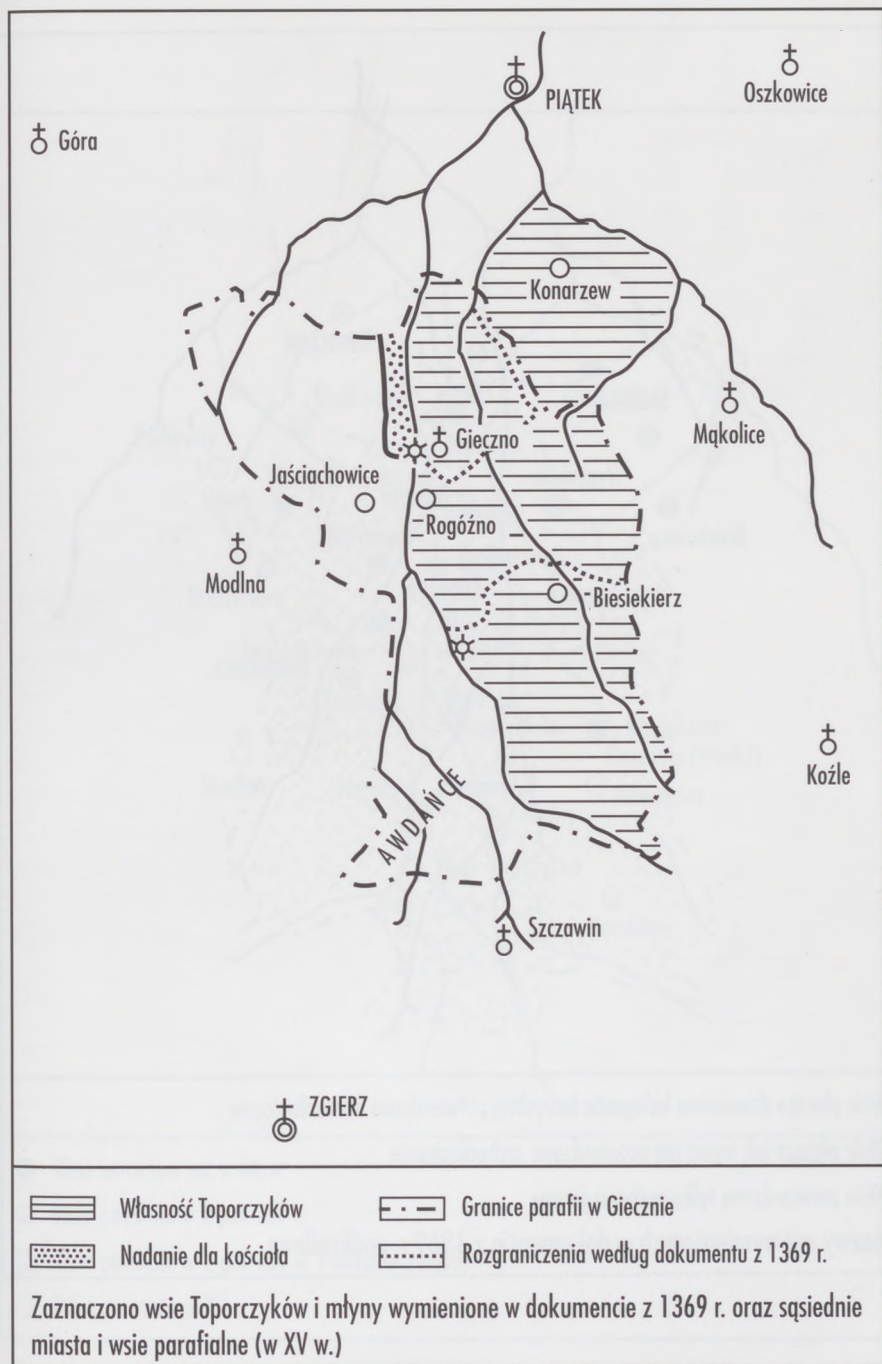 PIĄTEK
Oszkowice
Góra
Konarzew
Mąkolice
Gieczno
Jaściachowice
Rogóźno
Modlna
Biesiekierz
Koźle
AWDAŃCE
Szczawin
ZGIERZ
Własność Toporczyków
Granice parafii w Giecznie
Nadanie dla kościoła
Rozgraniczenia według dokumentu z 1369 r.
Zaznaczono wsie Toporczyków i młyny wymienione w dokumencie z 1369 r. oraz sąsiednie
miasta i wsie parafialne (w XV w.)